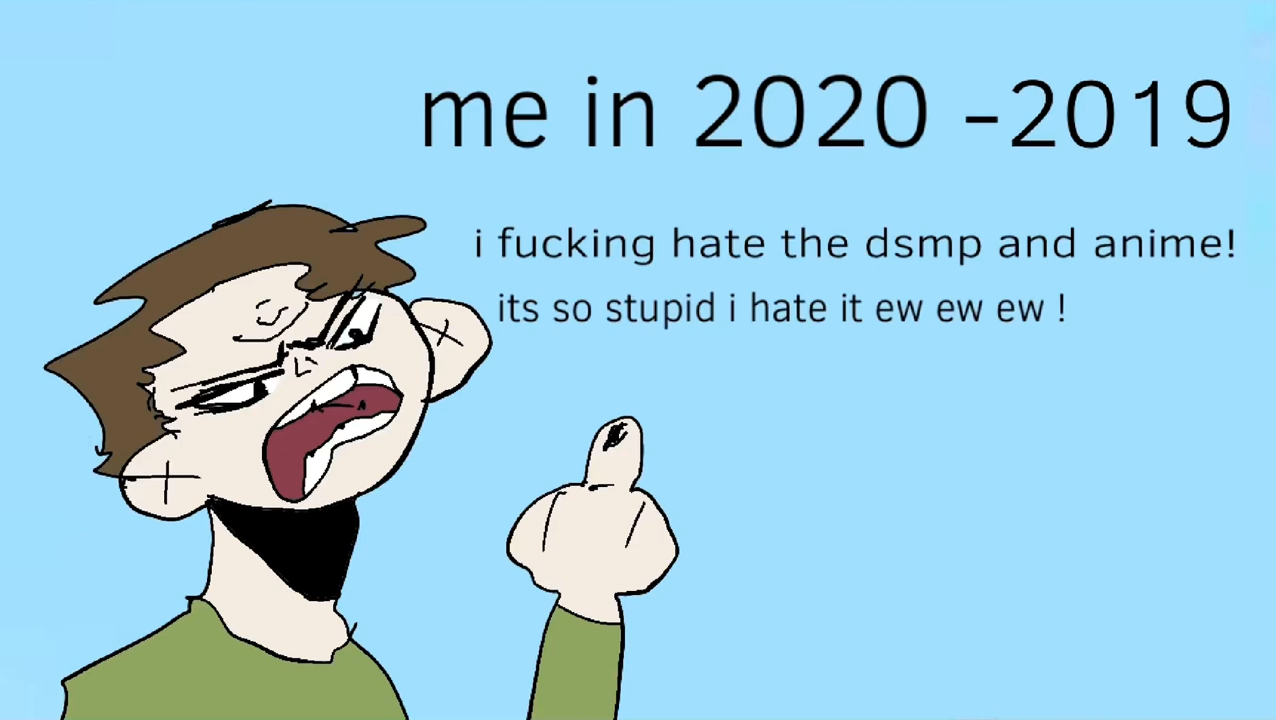 me in 2020 -2019
i fucking hate the dsmp and anime!
its so stupid i hate it ew ew ew !